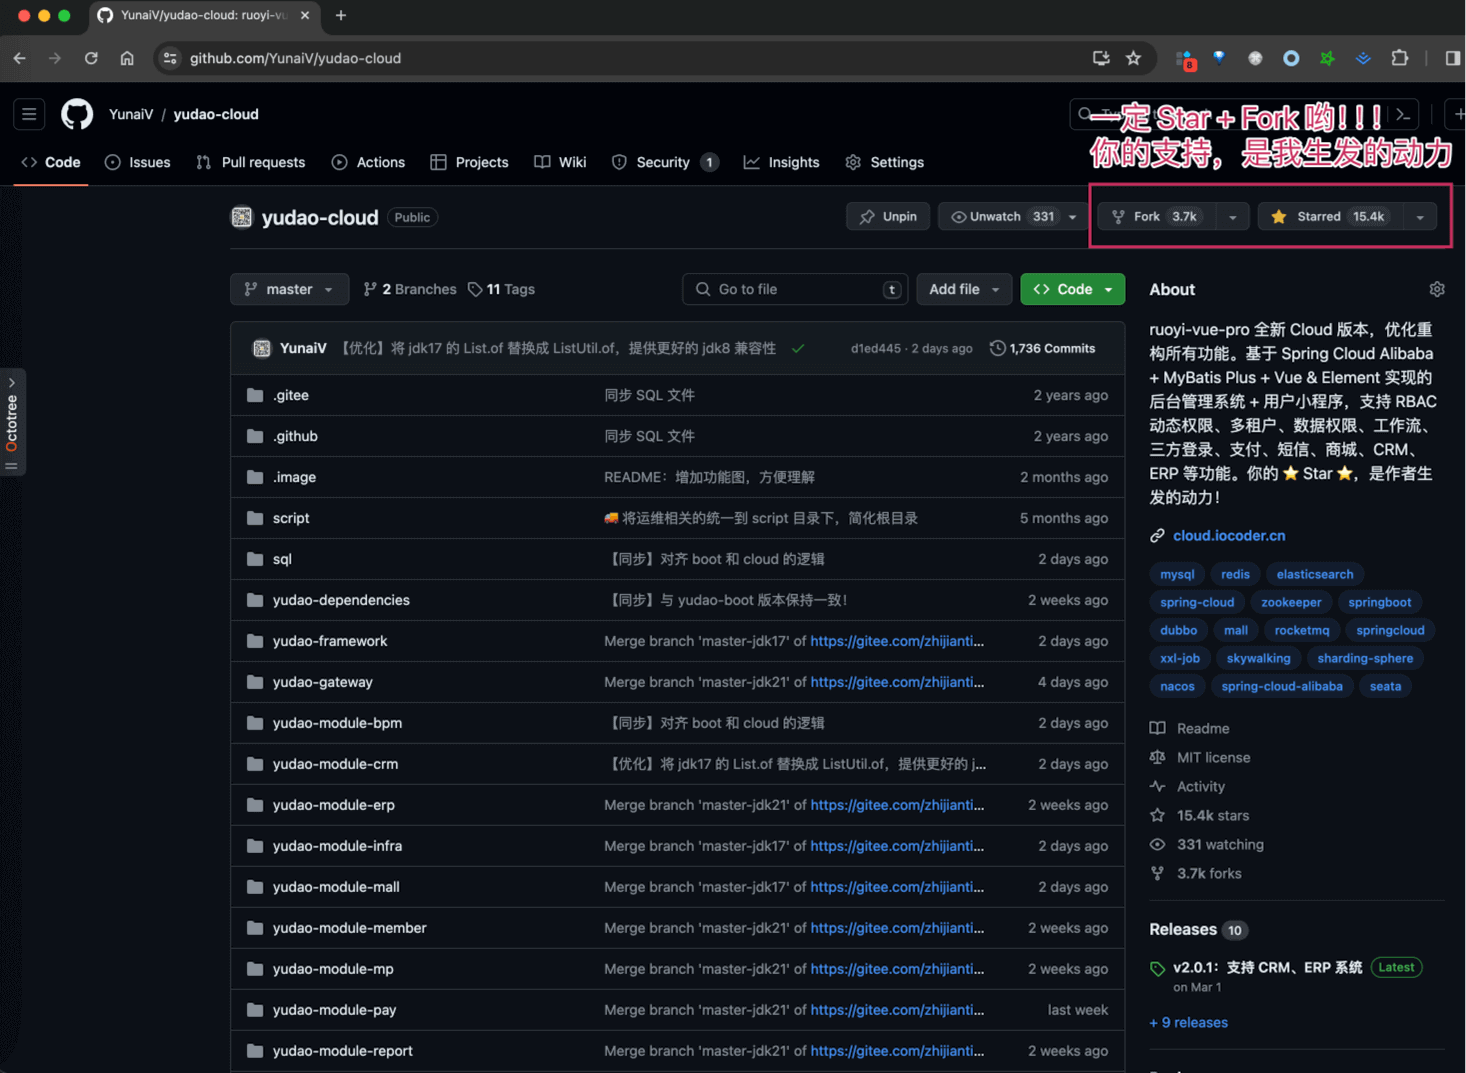 YunaiV/yudao-cloud: ruoyi-vu
github.com/YunaiV/yudao-cloud
8
YunaiV / yudao-cloud
一定 Star + Fork 哟!!!
你的支持，是我生发的动力
Code Issues Pull requests Actions Projects Wiki Security 1 Insights Settings
yudao-cloud Public
Unpin Unwatch 331 Fork 3.7k Starred 15.4k
master 2 Branches 11 Tags Go to file t Add file Code
YunaiV 【优化】将 jdk17 的 List.of 替换成 ListUtil.of，提供更好的 jdk8 兼容性 d1ed445 · 2 days ago 1,736 Commits
.gitee 同步 SQL 文件 2 years ago
.github 同步 SQL 文件 2 years ago
.image README：增加功能图，方便理解 2 months ago
script 🚚 将运维相关的统一到 script 目录下，简化根目录 5 months ago
sql 【同步】对齐 boot 和 cloud 的逻辑 2 days ago
yudao-dependencies 【同步】与 yudao-boot 版本保持一致！ 2 weeks ago
yudao-framework Merge branch 'master-jdk17' of https://gitee.com/zhijianti... 2 days ago
yudao-gateway Merge branch 'master-jdk21' of https://gitee.com/zhijianti... 4 days ago
yudao-module-bpm 【同步】对齐 boot 和 cloud 的逻辑 2 days ago
yudao-module-crm 【优化】将 jdk17 的 List.of 替换成 ListUtil.of，提供更好的 j... 2 days ago
yudao-module-erp Merge branch 'master-jdk21' of https://gitee.com/zhijianti... 2 weeks ago
yudao-module-infra Merge branch 'master-jdk17' of https://gitee.com/zhijianti... 2 days ago
yudao-module-mall Merge branch 'master-jdk17' of https://gitee.com/zhijianti... 2 days ago
yudao-module-member Merge branch 'master-jdk21' of https://gitee.com/zhijianti... 2 weeks ago
yudao-module-mp Merge branch 'master-jdk21' of https://gitee.com/zhijianti... 2 weeks ago
yudao-module-pay Merge branch 'master-jdk21' of https://gitee.com/zhijianti... last week
yudao-module-report Merge branch 'master-jdk21' of https://gitee.com/zhijianti... 2 weeks ago
Octotree
About
ruoyi-vue-pro 全新 Cloud 版本，优化重
构所有功能。基于 Spring Cloud Alibaba
+ MyBatis Plus + Vue & Element 实现的
后台管理系统 + 用户小程序，支持 RBAC
动态权限、多租户、数据权限、工作流、
三方登录、支付、短信、商城、CRM、
ERP 等功能。你的 ⭐ Star ⭐，是作者生
发的动力！
cloud.iocoder.cn
mysql redis elasticsearch
spring-cloud zookeeper springboot
dubbo mall rocketmq springcloud
xxl-job skywalking sharding-sphere
nacos spring-cloud-alibaba seata
Readme
MIT license
Activity
15.4k stars
331 watching
3.7k forks
Releases 10
v2.0.1：支持 CRM、ERP 系统 Latest
on Mar 1
+ 9 releases